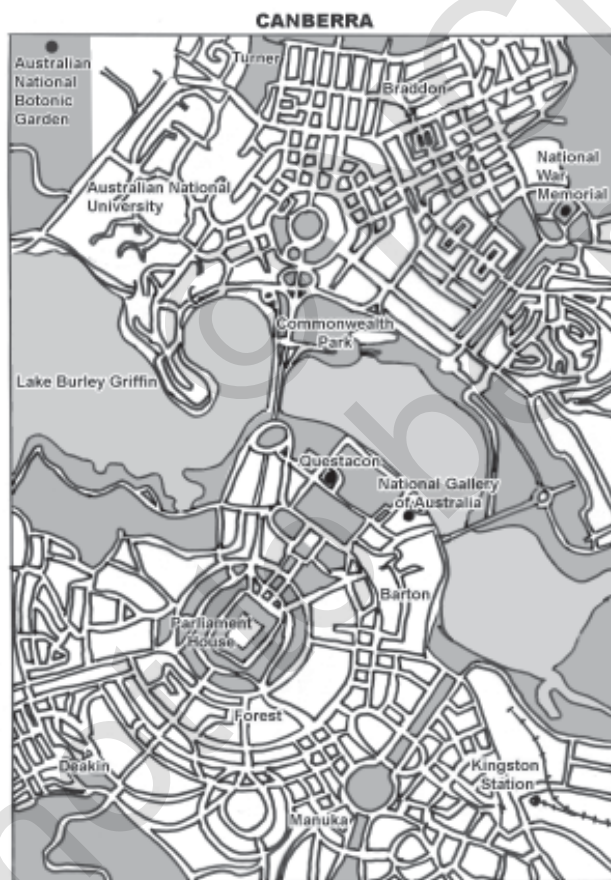 CANBERRA
Turner
Australian
National
Botonic
Garden
Braddon
National
War
Memorial
Australian National
University
Commonwealth
Park
Lake Burley Griffin
Questacon
National Gallery
of Australia
Barton
Parliament
House
Forest
Deakin
Kingston
Station
Manuka